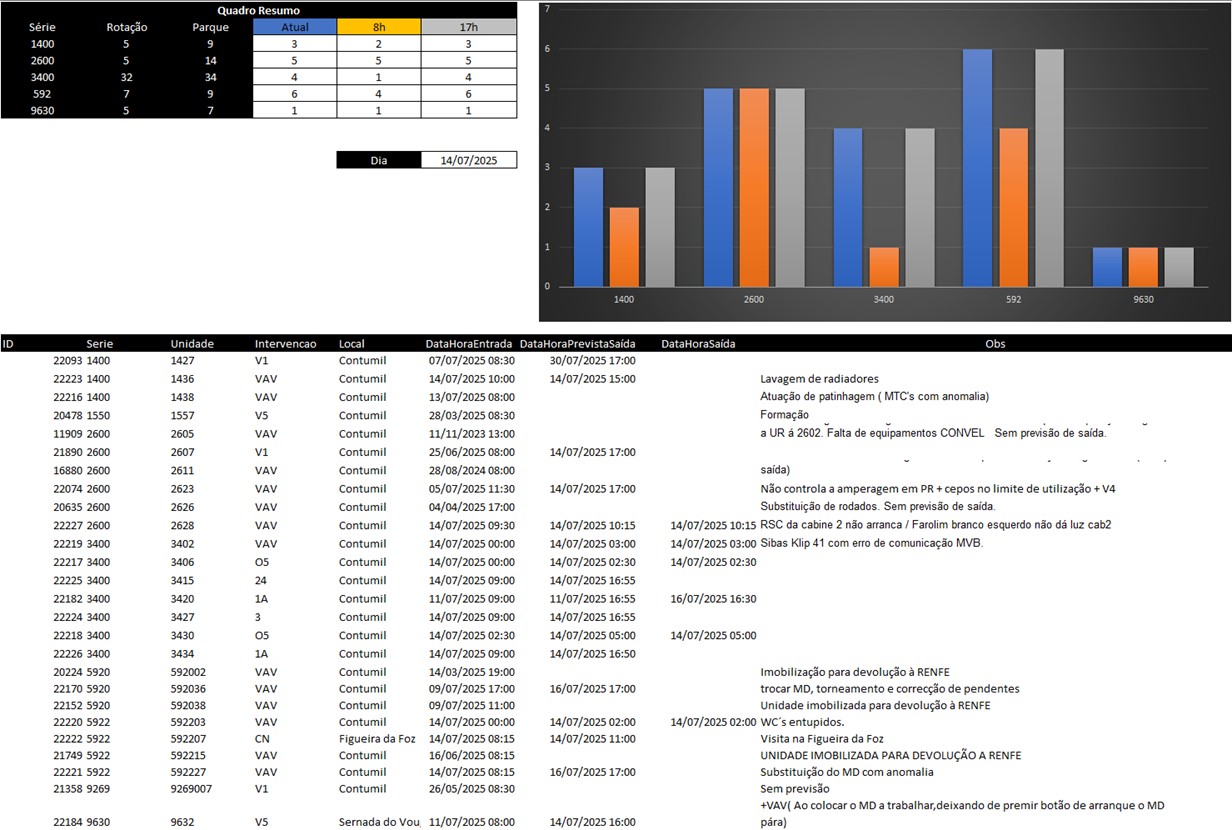 Quadro Resumo
Série Rotação Parque Atual 8h 17h
1400 5 9 3 2 3
2600 5 14 5 5 5
3400 32 34 4 1 4
592 7 9 6 4 6
9630 5 7 1 1 1
Dia 14/07/2025
7
6
5
4
3
2
1
0
1400 2600 3400 592 9630
ID Serie Unidade Intervencao Local DataHoraEntrada DataHoraPrevistaSaída DataHoraSaída Obs
22093 1400 1427 V1 Contumil 07/07/2025 08:30 30/07/2025 17:00
22223 1400 1436 VAV Contumil 14/07/2025 10:00 14/07/2025 15:00 Lavagem de radiadores
22216 1400 1438 VAV Contumil 13/07/2025 08:00 Atuação de patinhagem ( MTC's com anomalia)
20478 1550 1557 V5 Contumil 28/03/2025 08:30 Formação
11909 2600 2605 VAV Contumil 11/11/2023 13:00 a UR á 2602. Falta de equipamentos CONVEL Sem previsão de saída.
21890 2600 2607 V1 Contumil 25/06/2025 08:00 14/07/2025 17:00
16880 2600 2611 VAV Contumil 28/08/2024 08:00 saída)
22074 2600 2623 VAV Contumil 05/07/2025 11:30 14/07/2025 17:00 Não controla a amperagem em PR + cepos no limite de utilização + V4
20635 2600 2626 VAV Contumil 04/04/2025 17:00 Substituição de rodados. Sem previsão de saída.
22227 2600 2628 VAV Contumil 14/07/2025 09:30 14/07/2025 10:15 14/07/2025 10:15 RSC da cabine 2 não arranca / Farolim branco esquerdo não dá luz cab2
22219 3400 3402 VAV Contumil 14/07/2025 00:00 14/07/2025 03:00 14/07/2025 03:00 Sibas Klip 41 com erro de comunicação MVB.
22217 3400 3406 O5 Contumil 14/07/2025 00:00 14/07/2025 02:30 14/07/2025 02:30
22225 3400 3415 24 Contumil 14/07/2025 09:00 14/07/2025 16:55
22182 3400 3420 1A Contumil 11/07/2025 09:00 11/07/2025 16:55 16/07/2025 16:30
22224 3400 3427 3 Contumil 14/07/2025 09:00 14/07/2025 16:55
22218 3400 3430 O5 Contumil 14/07/2025 02:30 14/07/2025 05:00 14/07/2025 05:00
22226 3400 3434 1A Contumil 14/07/2025 09:00 14/07/2025 16:50
20224 5920 592002 VAV Contumil 14/03/2025 19:00 Imobilização para devolução à RENFE
22170 5920 592036 VAV Contumil 09/07/2025 17:00 16/07/2025 17:00 trocar MD, torneamento e correcção de pendentes
22152 5920 592038 VAV Contumil 09/07/2025 11:00 Unidade imobilizada para devolução à RENFE
22220 5922 592203 VAV Contumil 14/07/2025 00:00 14/07/2025 02:00 14/07/2025 02:00 WC´s entupidos.
22222 5922 592207 CN Figueira da Foz 14/07/2025 08:15 14/07/2025 11:00 Visita na Figueira da Foz
21749 5922 592215 VAV Contumil 16/06/2025 08:15 UNIDADE IMOBILIZADA PARA DEVOLUÇÃO A RENFE
22221 5922 592227 VAV Contumil 14/07/2025 08:15 16/07/2025 17:00 Substituição do MD com anomalia
21358 9269 9269007 V1 Contumil 26/05/2025 08:30 Sem previsão
+VAV( Ao colocar o MD a trabalhar,deixando de premir botão de arranque o MD
22184 9630 9632 V5 Sernada do Vou 11/07/2025 08:00 14/07/2025 16:00 pára)